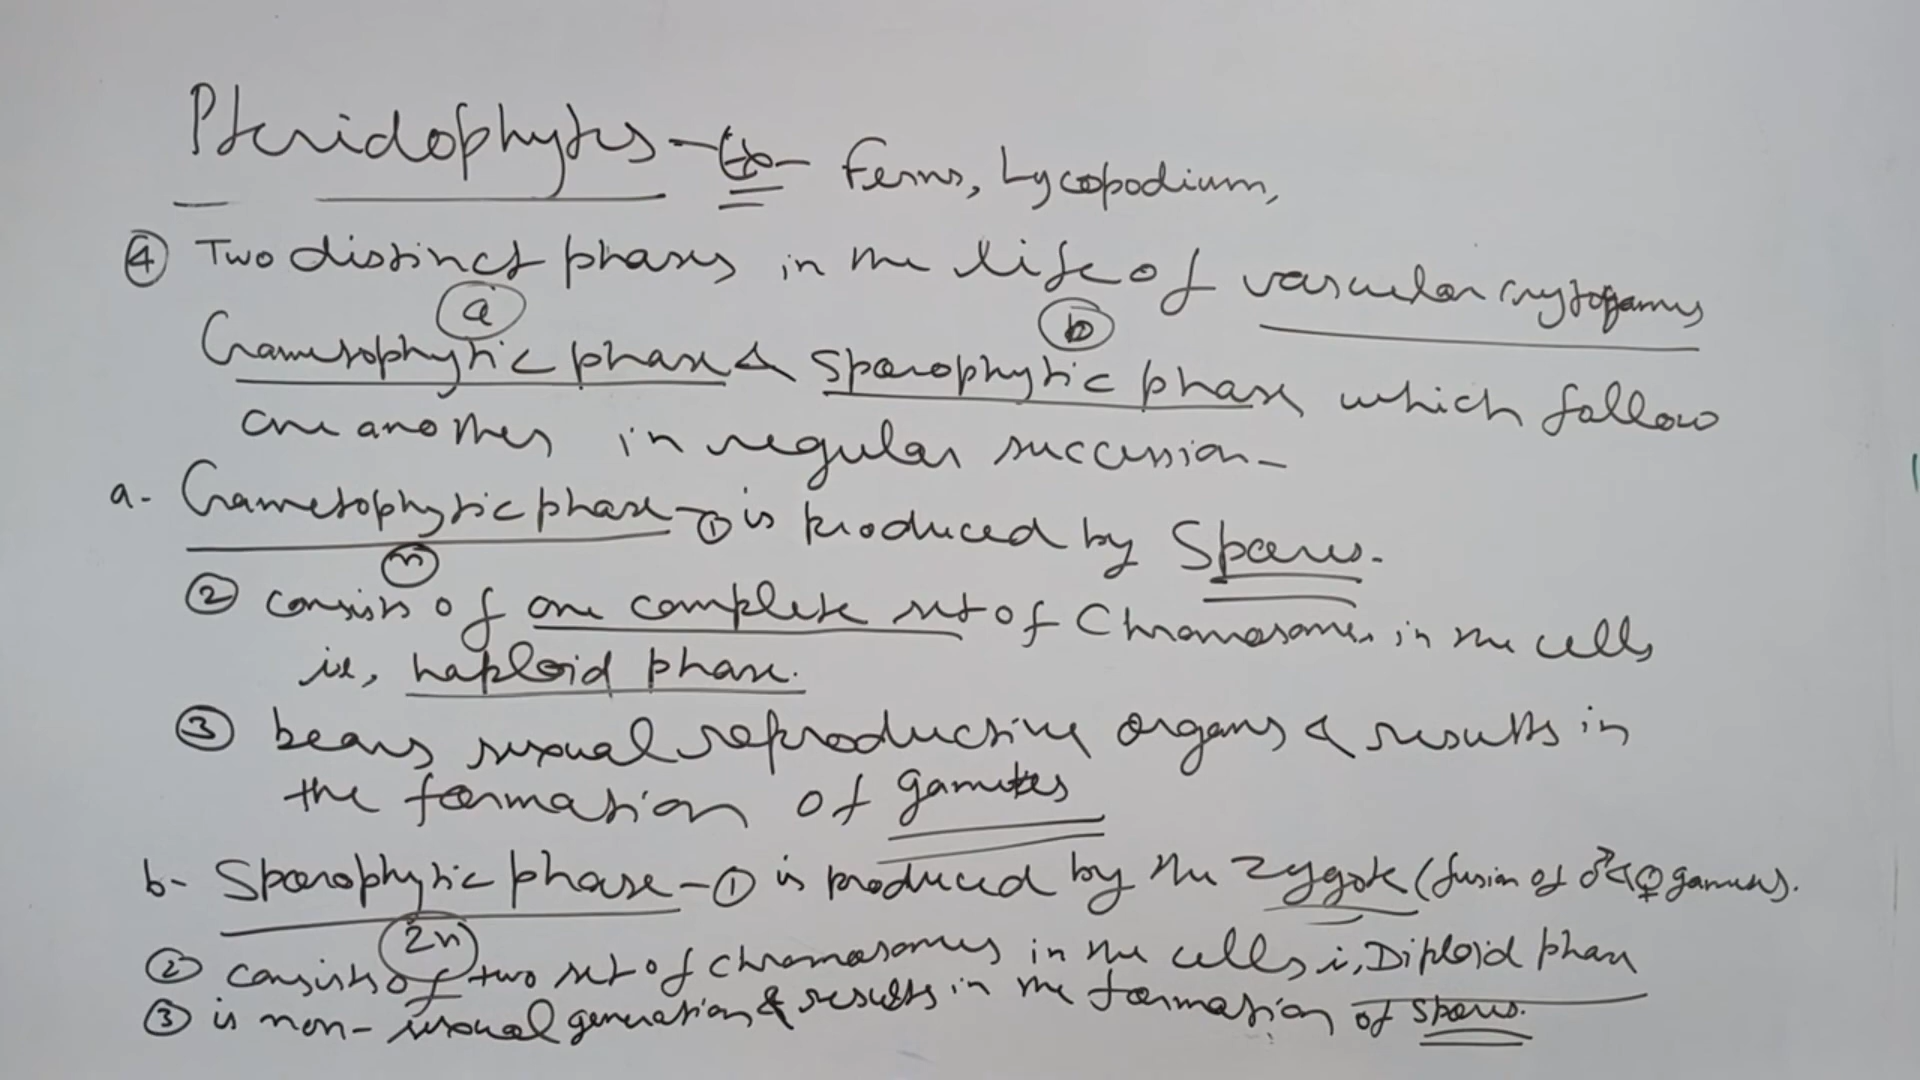 Pteridophytes - Ex - Ferns, Lycopodium,
④ Two distinct phases in the life of vascular crytogams
ⓐ ⓑ
Gametophytic phase & Sporophytic phase which follow
one another in regular succession -
a - Gametophytic phase - ① is produced by Spores.
ⓝ
② consists of one complete set of Chromosomes in the cells
ie, haploid phase.
③ bears sexual reproductive organs & results in
the formation of gametes
b - Sporophytic phase - ① is produced by the Zygote (fusion of ♂ & ♀ gametes).
2n
② consists of two set of chromosomes in the cells i, Diploid phase
③ is non-sexual generation & results in the formation of spores.